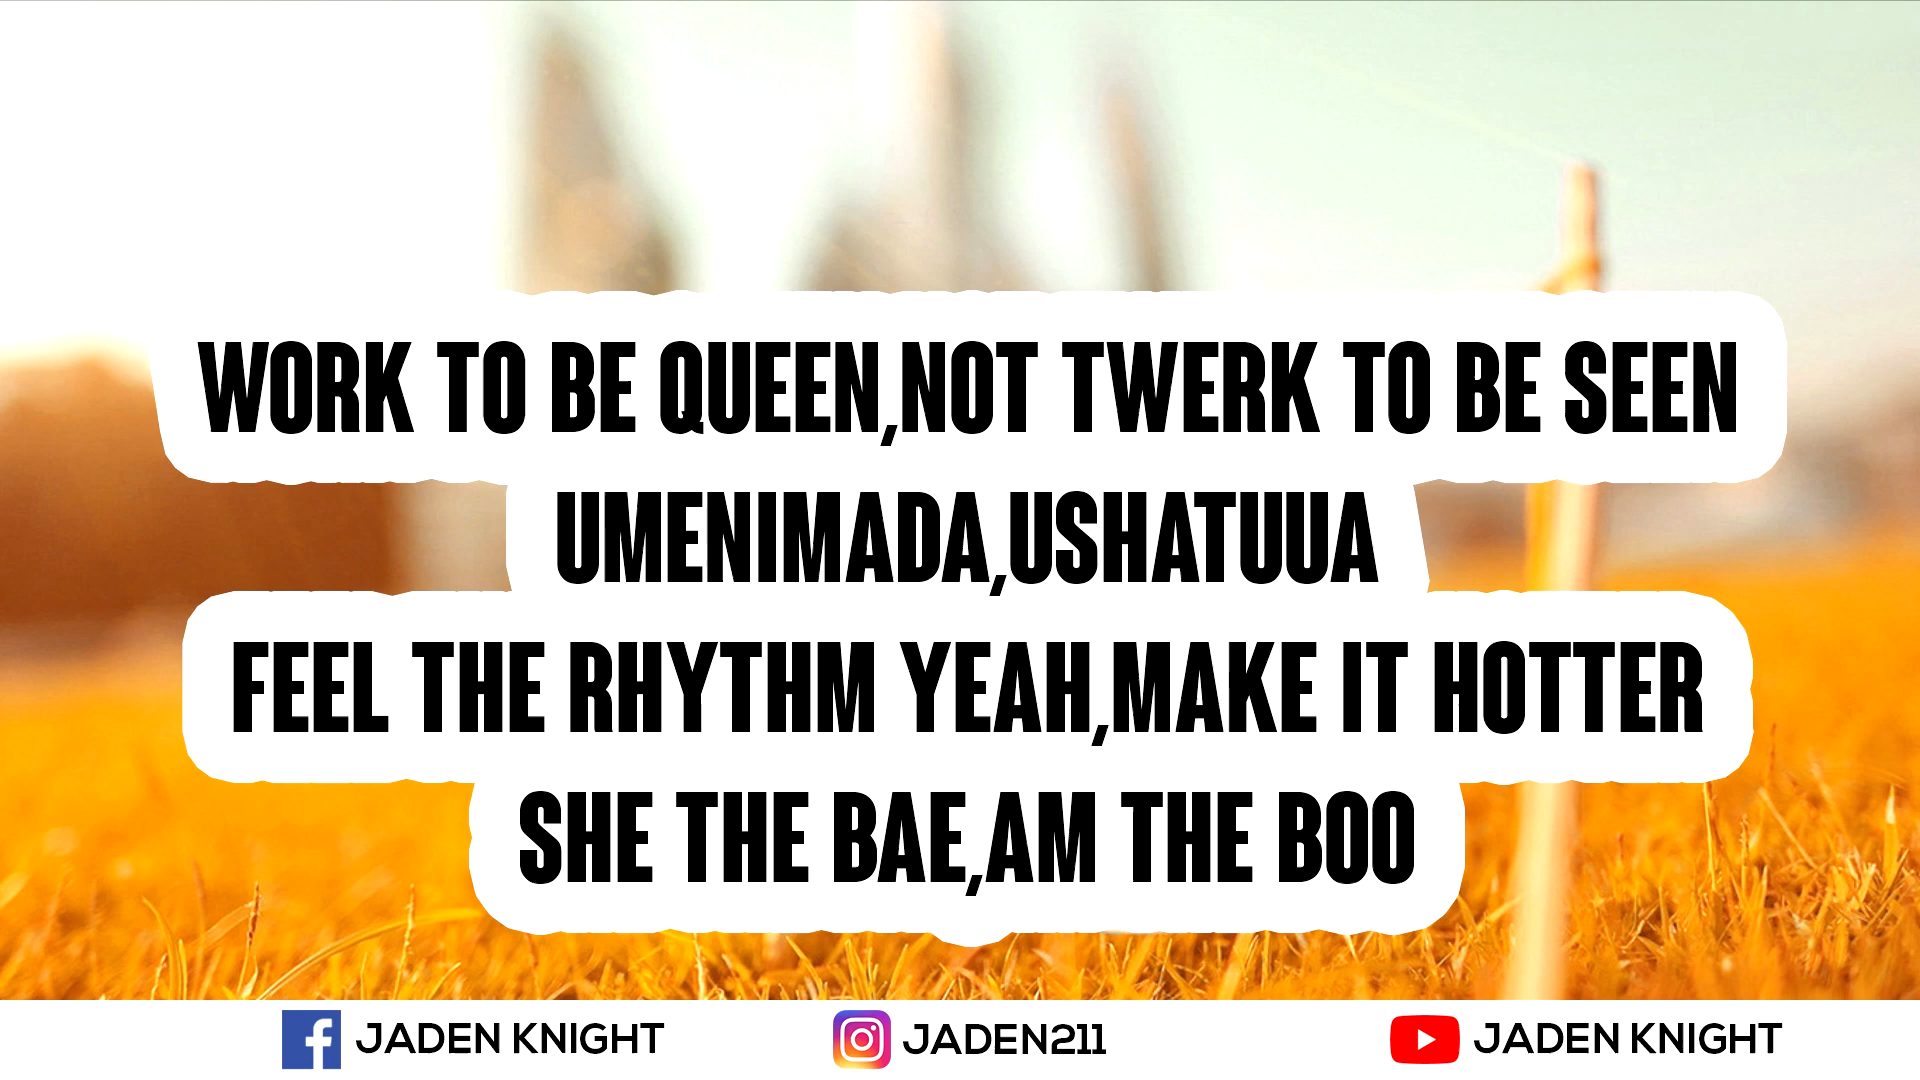 WORK TO BE QUEEN,NOT TWERK TO BE SEEN
UMENIMADA,USHATUUA
FEEL THE RHYTHM YEAH,MAKE IT HOTTER
SHE THE BAE,AM THE BOO
JADEN KNIGHT
JADEN211
JADEN KNIGHT